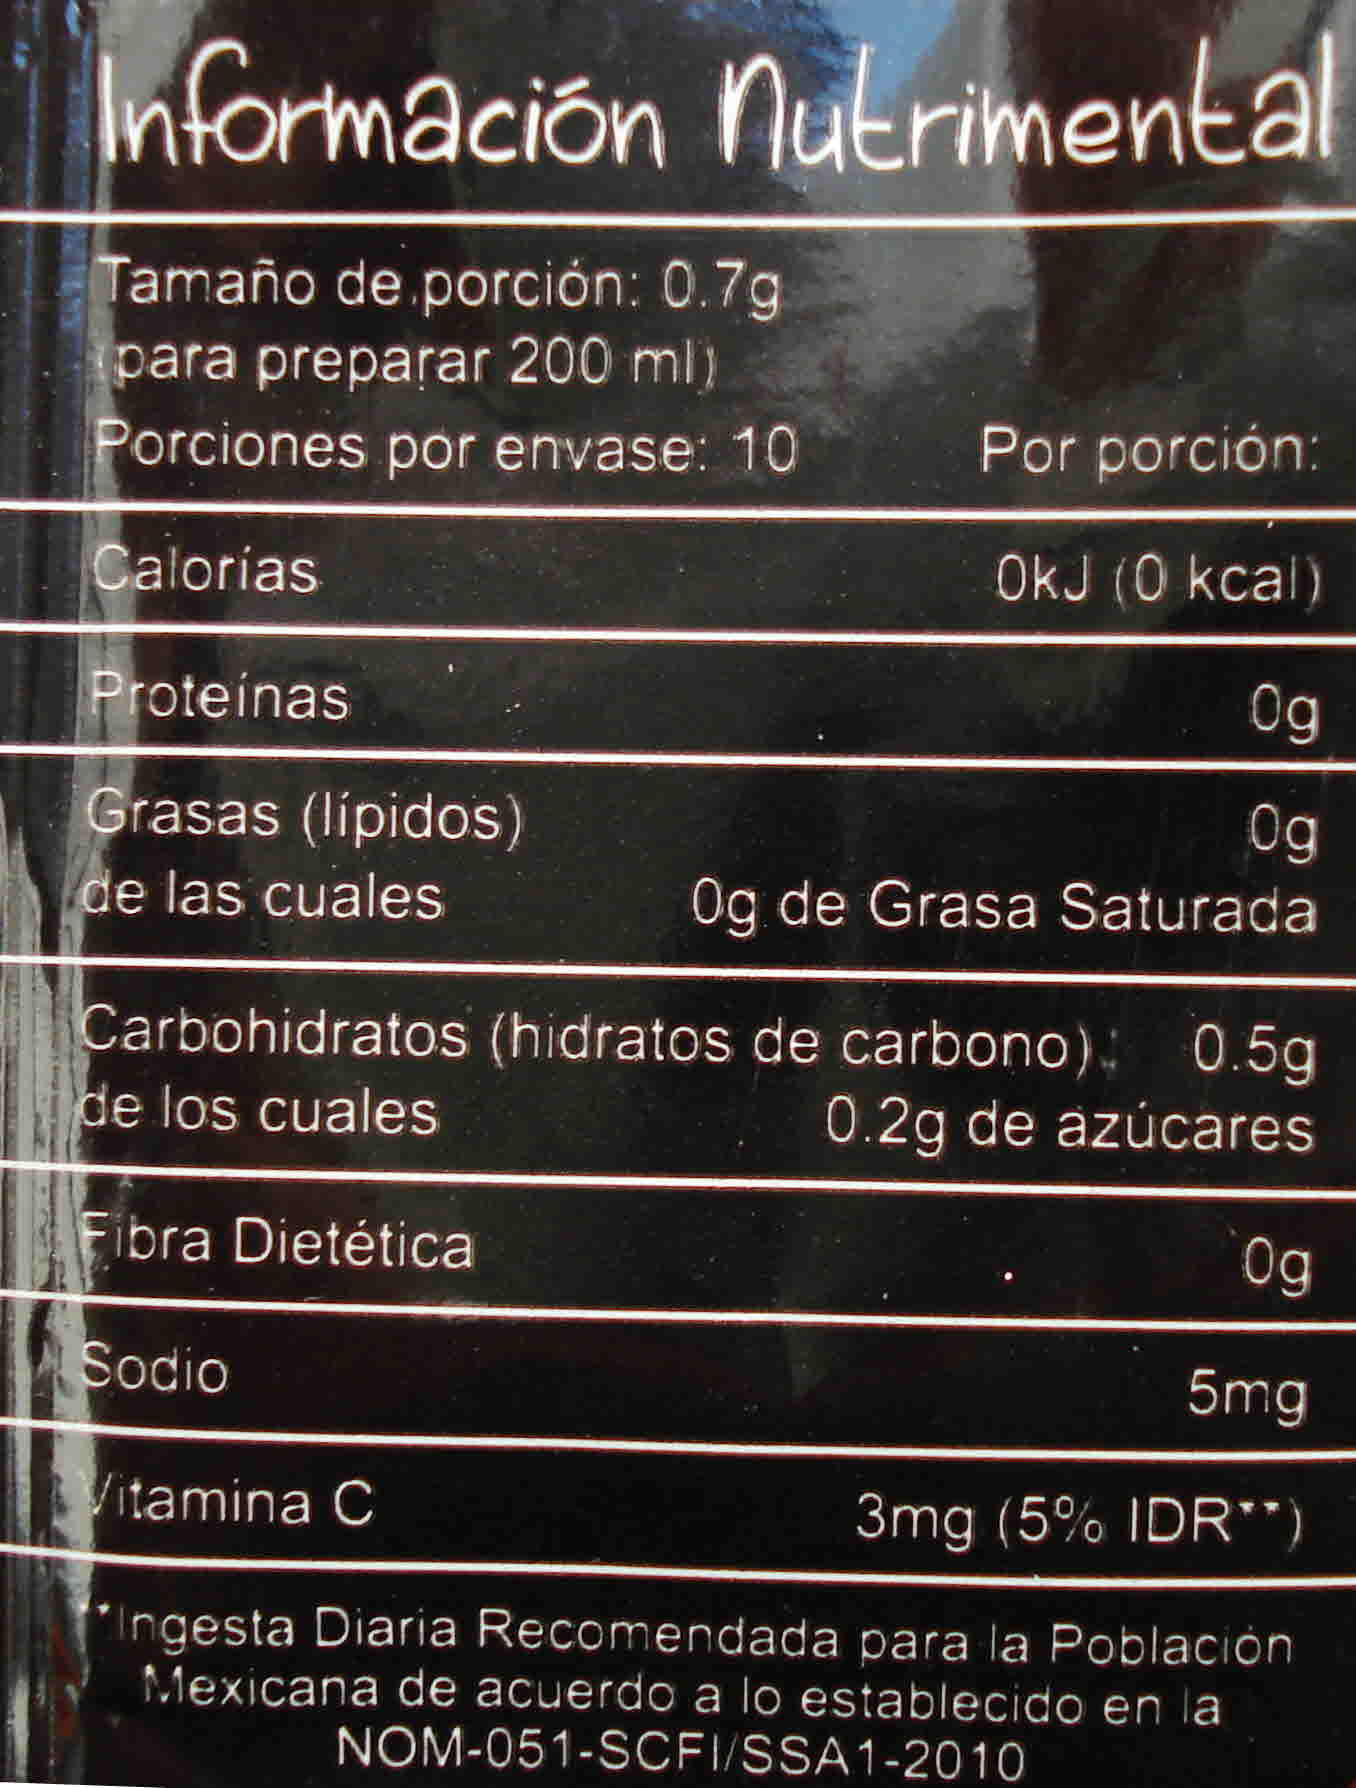 Información Nutrimental
Tamaño de porción: 0.7g
para preparar 200 ml)
Porciones por envase: 10 Por porción:
Calorías 0kJ (0 kcal)
Proteínas 0g
Grasas (lípidos) 0g
de las cuales 0g de Grasa Saturada
Carbohidratos (hidratos de carbono): 0.5g
de los cuales 0.2g de azúcares
Fibra Dietética 0g
Sodio 5mg
Vitamina C 3mg (5% IDR**)
**Ingesta Diaria Recomendada para la Población
Mexicana de acuerdo a lo establecido en la
NOM-051-SCFI/SSA1-2010